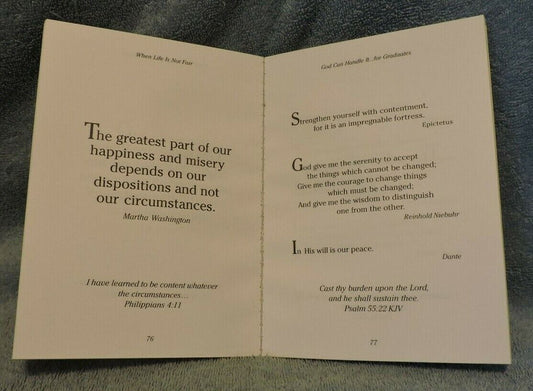 When Life Is Not Fair
The greatest part of our
happiness and misery
depends on our
dispositions and not
our circumstances.
Martha Washington
I have learned to be content whatever
the circumstances...
Philippians 4:11
76
God Can Handle It...for Graduates
Strengthen yourself with contentment,
for it is an impregnable fortress.
Epictetus
God give me the serenity to accept
the things which cannot be changed;
Give me the courage to change things
which must be changed;
And give me the wisdom to distinguish
one from the other.
Reinhold Niebuhr
In His will is our peace.
Dante
Cast thy burden upon the Lord,
and he shall sustain thee.
Psalm 55:22 KJV
77